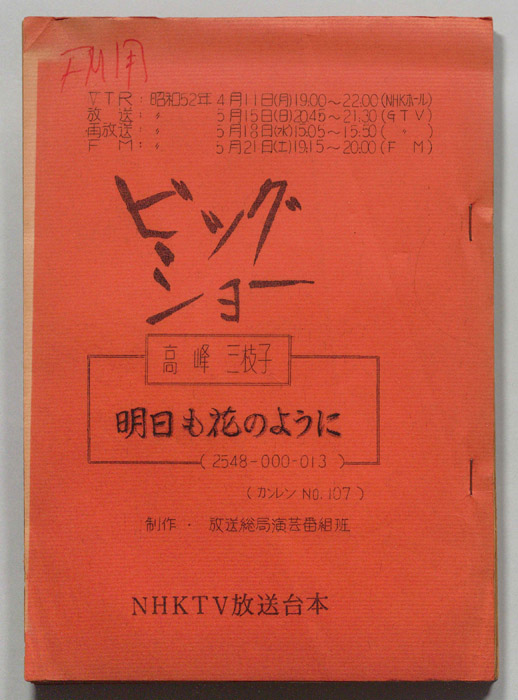 FM用
VTR：昭和52年 4月11日(月)19:00〜22:00(NHKホール)
放送：〃 5月15日(日)20:45〜21:30(GTV)
再放送：〃 5月18日(水)15:05〜15:50( 〃 )
FM：〃 5月21日(土)19:15〜20:00(FM)
ビッグ
ショー
高峰 三枝子
明日も花のように
(2548-000-013)
(カンレン NO.107)
制作・放送総局演芸番組班
NHKTV放送台本